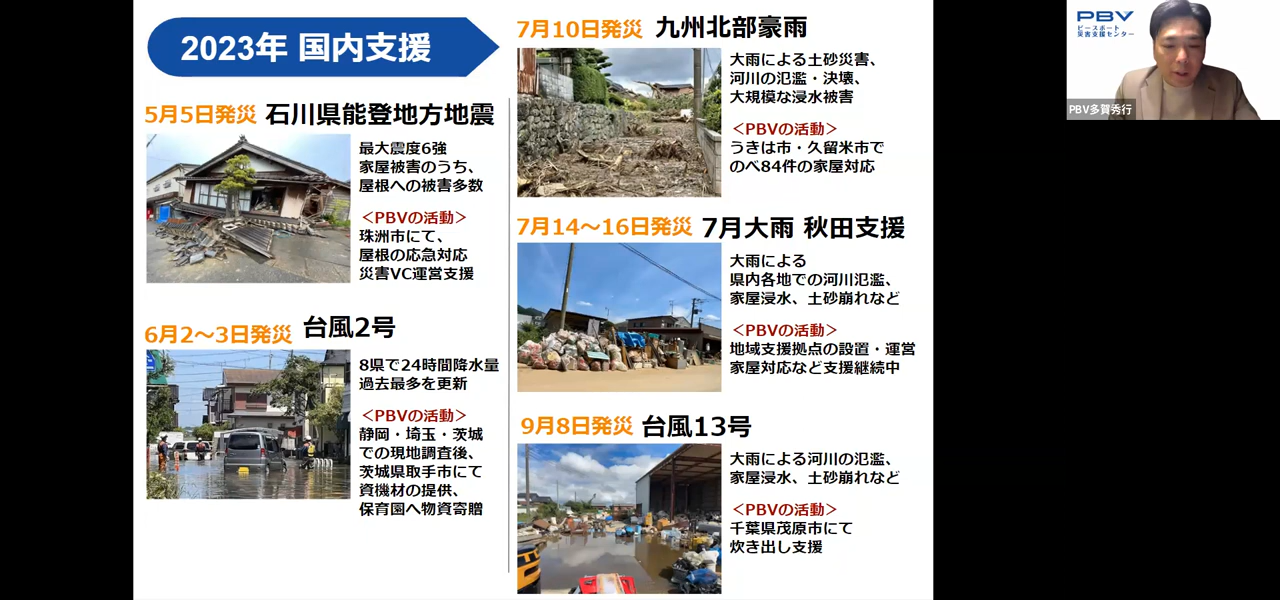 2023年 国内支援
5月5日発災 石川県能登地方地震
最大震度6強
家屋被害のうち、
屋根への被害多数
＜PBVの活動＞
珠洲市にて、
屋根の応急対応
災害VC運営支援
6月2～3日発災 台風2号
8県で24時間降水量
過去最多を更新
＜PBVの活動＞
静岡・埼玉・茨城
での現地調査後、
茨城県取手市にて
資機材の提供、
保育園へ物資寄贈
7月10日発災 九州北部豪雨
大雨による土砂災害、
河川の氾濫・決壊、
大規模な浸水被害
＜PBVの活動＞
うきは市・久留米市で
のべ84件の家屋対応
7月14～16日発災 7月大雨 秋田支援
大雨による
県内各地での河川氾濫、
家屋浸水、土砂崩れなど
＜PBVの活動＞
地域支援拠点の設置・運営
家屋対応など支援継続中
9月8日発災 台風13号
大雨による河川の氾濫、
家屋浸水、土砂崩れなど
＜PBVの活動＞
千葉県茂原市にて
炊き出し支援
PBV
ピースボート
災害支援センター
PBV多賀秀行